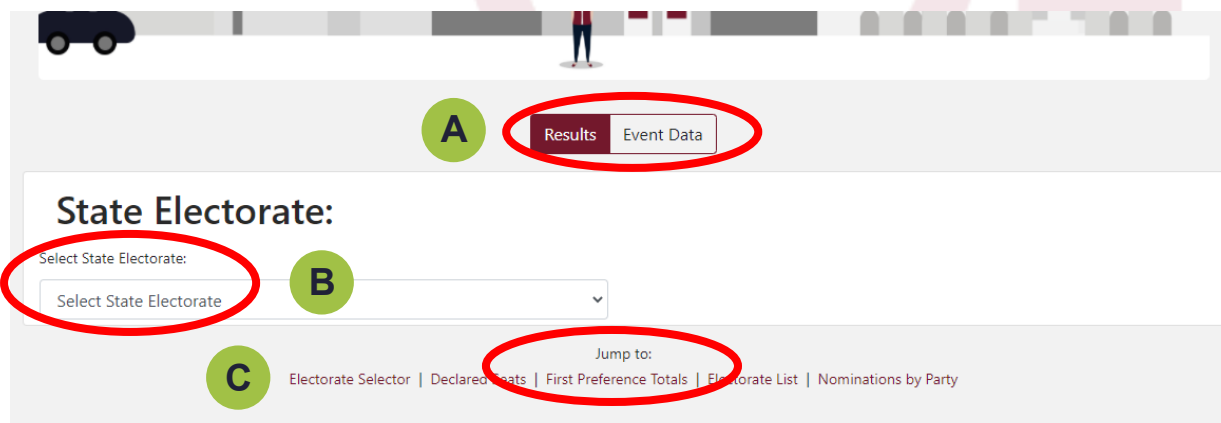 A
Results Event Data
State Electorate:
Select State Electorate:
B
Select State Electorate
Jump to:
C
Electorate Selector | Declared Seats | First Preference Totals | Electorate List | Nominations by Party